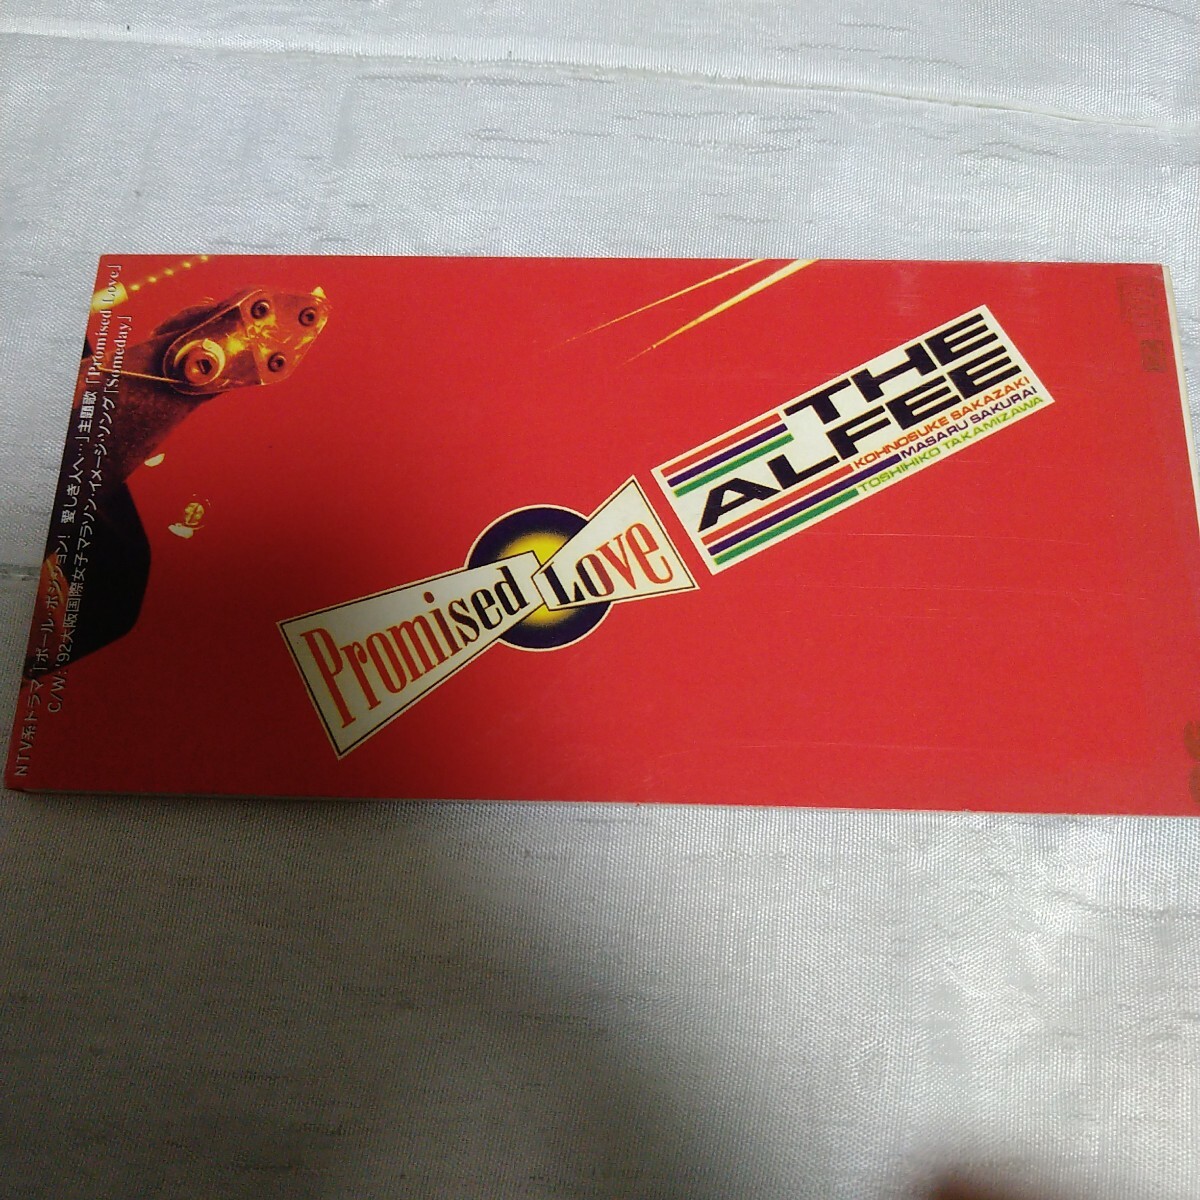 THE
ALFEE
KOHNOSUKE SAKAZAKI
MASARU SAKURAI
TOSHIHIKO TAKAMIZAWA
Promised Love
NTV系ドラマ「ポール・ポジション! 愛しき人へ…」主題歌「Promised Love」
C/W:'92大阪国際女子マラソン・イメージ・ソング「Someday」